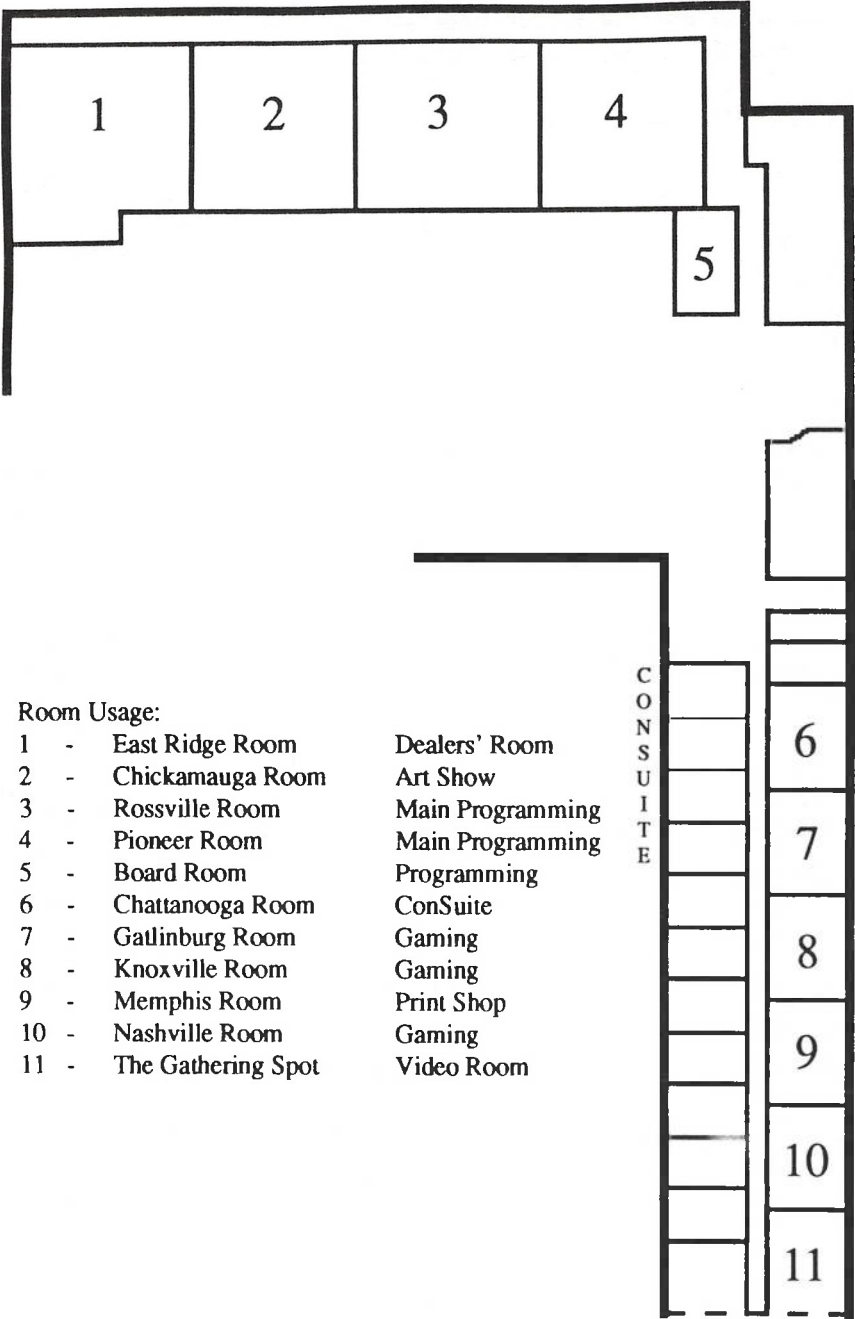 1
2
3
4
5
CONSUITE
Room Usage:
1 - East Ridge Room Dealers' Room
2 - Chickamauga Room Art Show
3 - Rossville Room Main Programming
4 - Pioneer Room Main Programming
5 - Board Room Programming
6 - Chattanooga Room ConSuite
7 - Gatlinburg Room Gaming
8 - Knoxville Room Gaming
9 - Memphis Room Print Shop
10 - Nashville Room Gaming
11 - The Gathering Spot Video Room
6
7
8
9
10
11